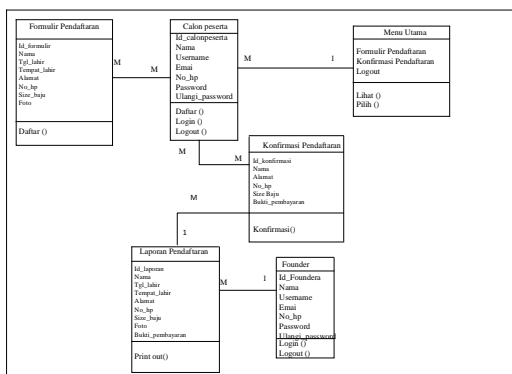 Formulir Pendaftaran
Id_formulir
Nama
Tgl_lahir
Tempat_lahir
Alamat
No_hp
Size_baju
Foto
Daftar ()
M
M
Calon peserta
Id_calonpeserta
Nama
Username
Emai
No_hp
Password
Ulangi_password
Daftar ()
Login ()
Logout ()
M
1
Menu Utama
Formulir Pendaftaran
Konfirmasi Pendaftaran
Logout
Lihat ()
Pilih ()
M
M
Konfirmasi Pendaftaran
Id_konfirmasi
Nama
Alamat
No_hp
Size Baju
Bukti_pembayaran
Konfirmasi()
M
1
Laporan Pendaftaran
Id_laporan
Nama
Tgl_lahir
Tempat_lahir
Alamat
No_hp
Size_baju
Foto
Bukti_pembayaran
Print out()
M
1
Founder
Id_Foundera
Nama
Username
Emai
No_hp
Password
Ulangi_password
Login ()
Logout ()